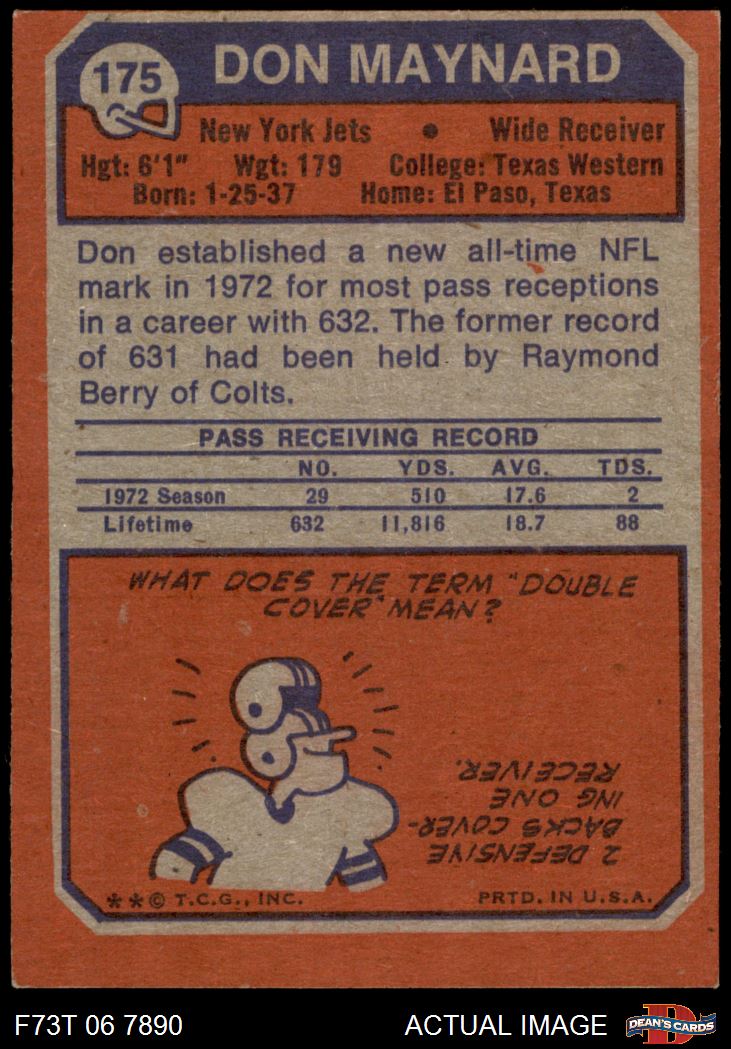 175
DON MAYNARD
New York Jets • Wide Receiver
Hgt: 6'1" Wgt: 179 College: Texas Western
Born: 1-25-37 Home: El Paso, Texas
Don established a new all-time NFL
mark in 1972 for most pass receptions
in a career with 632. The former record
of 631 had been held by Raymond
Berry of Colts.
PASS RECEIVING RECORD
NO. YDS. AVG. TDS.
1972 Season 29 510 17.6 2
Lifetime 632 11,816 18.7 88
WHAT DOES THE TERM "DOUBLE
COVER" MEAN?
2 DEFENSIVE
BACKS COVER-
ING ONE
RECEIVER.
**© T.C.G., INC. PRTD. IN U.S.A.
F73T 06 7890 ACTUAL IMAGE
D
DEAN'S CARDS